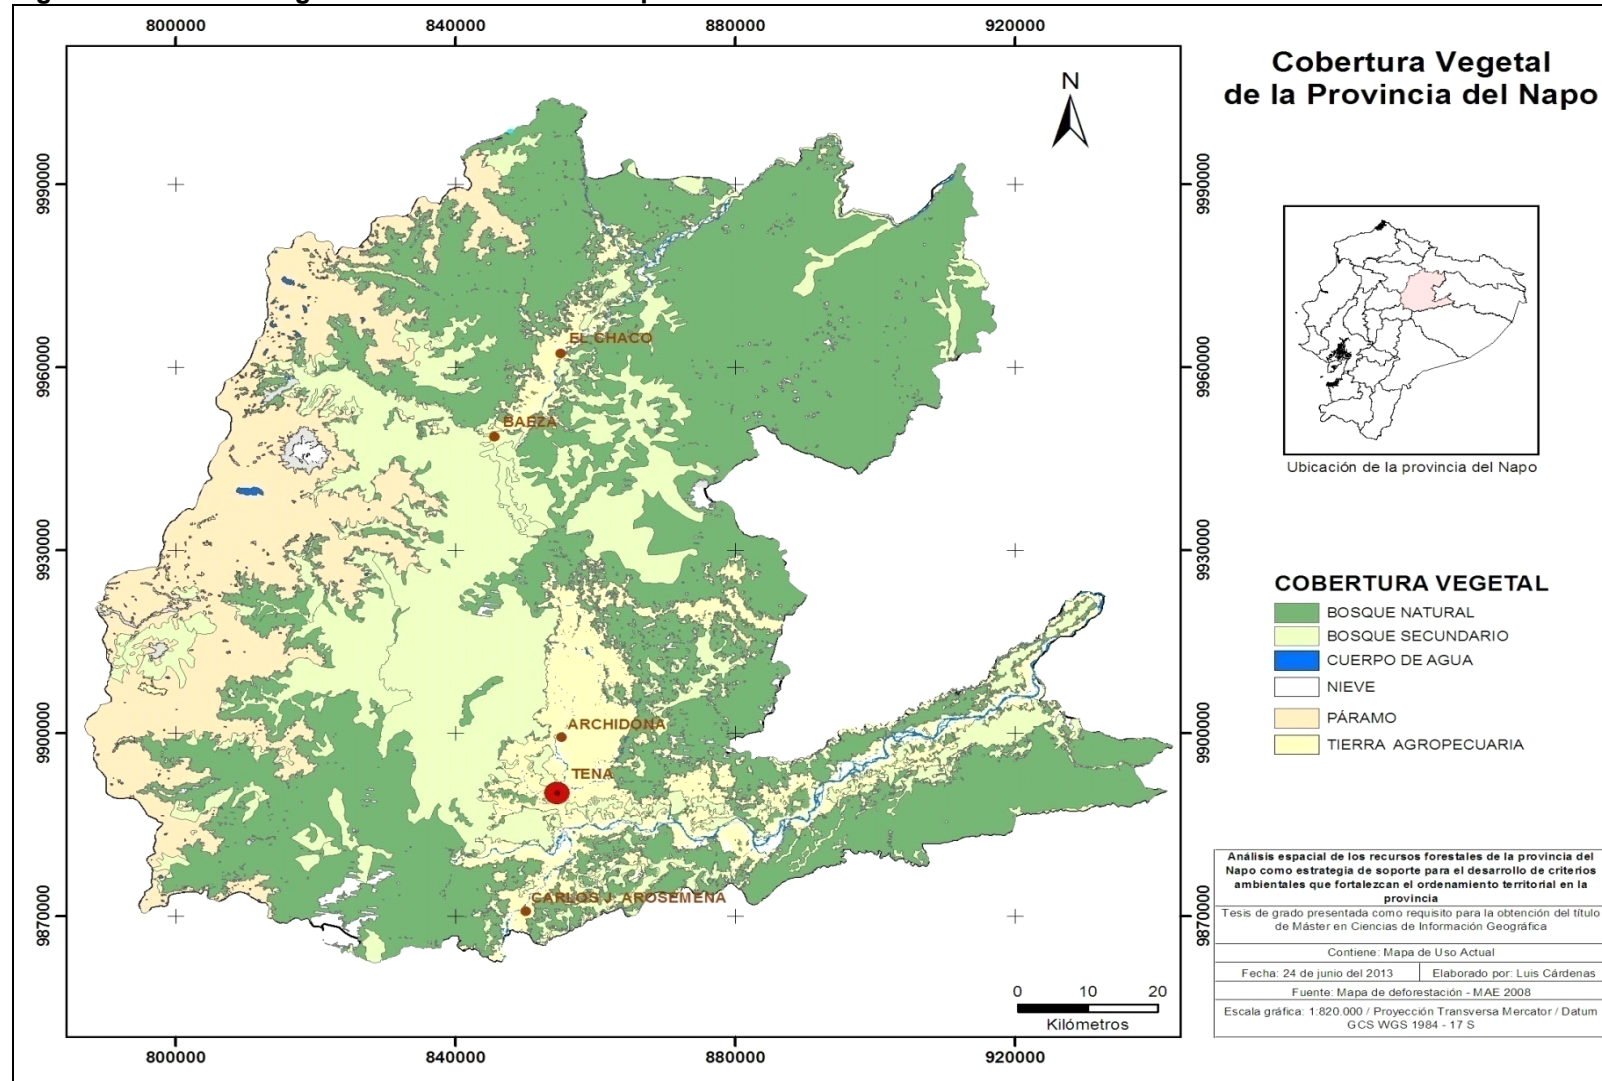 800000
840000
880000
920000
9990000
9960000
9930000
9900000
9870000
N
EL CHACO
BAEZA
ARCHIDONA
TENA
CARLOS J. AROSEMENA
0 10 20
Kilómetros
9990000
9960000
9930000
9900000
9870000
800000
840000
880000
920000
Cobertura Vegetal
de la Provincia del Napo
Ubicación de la provincia del Napo
COBERTURA VEGETAL
BOSQUE NATURAL
BOSQUE SECUNDARIO
CUERPO DE AGUA
NIEVE
PÁRAMO
TIERRA AGROPECUARIA
Análisis espacial de los recursos forestales de la provincia del
Napo como estrategia de soporte para el desarrollo de criterios
ambientales que fortalezcan el ordenamiento territorial en la
provincia
Tesis de grado presentada como requisito para la obtención del título
de Máster en Ciencias de Información Geográfica
Contiene: Mapa de Uso Actual
Fecha: 24 de junio del 2013 Elaborado por: Luis Cárdenas
Fuente: Mapa de deforestación - MAE 2008
Escala gráfica: 1:820.000 / Proyección Transversa Mercator / Datum
GCS WGS 1984 - 17 S